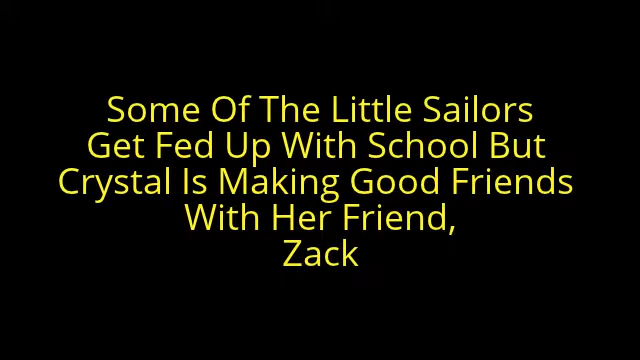 Some Of The Little Sailors
Get Fed Up With School But
Crystal Is Making Good Friends
With Her Friend,
Zack